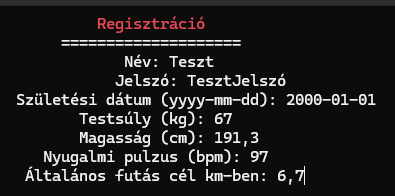 Regisztráció
====================
Név: Teszt
Jelszó: TesztJelszó
Születési dátum (yyyy-mm-dd): 2000-01-01
Testsúly (kg): 67
Magasság (cm): 191,3
Nyugalmi pulzus (bpm): 97
Általános futás cél km-ben: 6,7